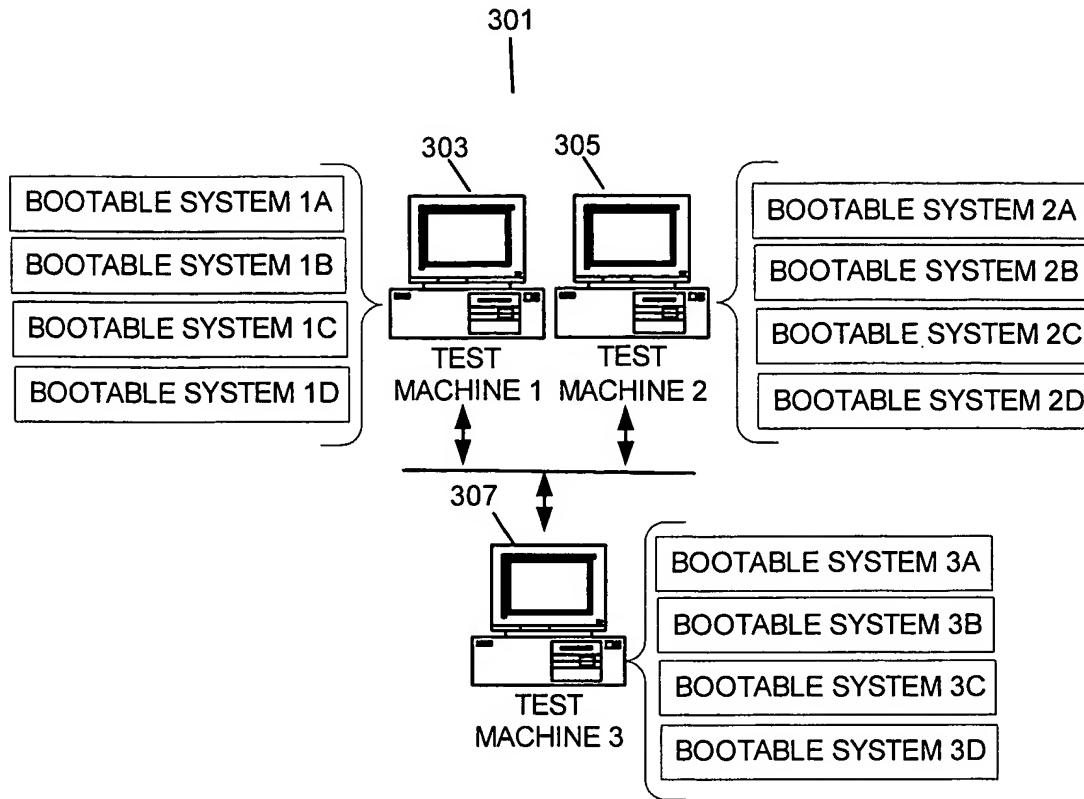 301
303
305
BOOTABLE SYSTEM 1A
BOOTABLE SYSTEM 1B
BOOTABLE SYSTEM 1C
BOOTABLE SYSTEM 1D
BOOTABLE SYSTEM 2A
BOOTABLE SYSTEM 2B
BOOTABLE SYSTEM 2C
BOOTABLE SYSTEM 2D
TEST
MACHINE 1
TEST
MACHINE 2
307
BOOTABLE SYSTEM 3A
BOOTABLE SYSTEM 3B
BOOTABLE SYSTEM 3C
BOOTABLE SYSTEM 3D
TEST
MACHINE 3